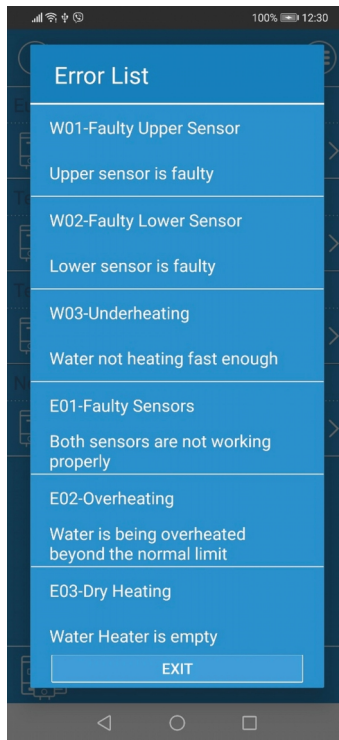 100% 12:30
Error List
W01-Faulty Upper Sensor
Upper sensor is faulty
W02-Faulty Lower Sensor
Lower sensor is faulty
W03-Underheating
Water not heating fast enough
E01-Faulty Sensors
Both sensors are not working
properly
E02-Overheating
Water is being overheated
beyond the normal limit
E03-Dry Heating
Water Heater is empty
EXIT